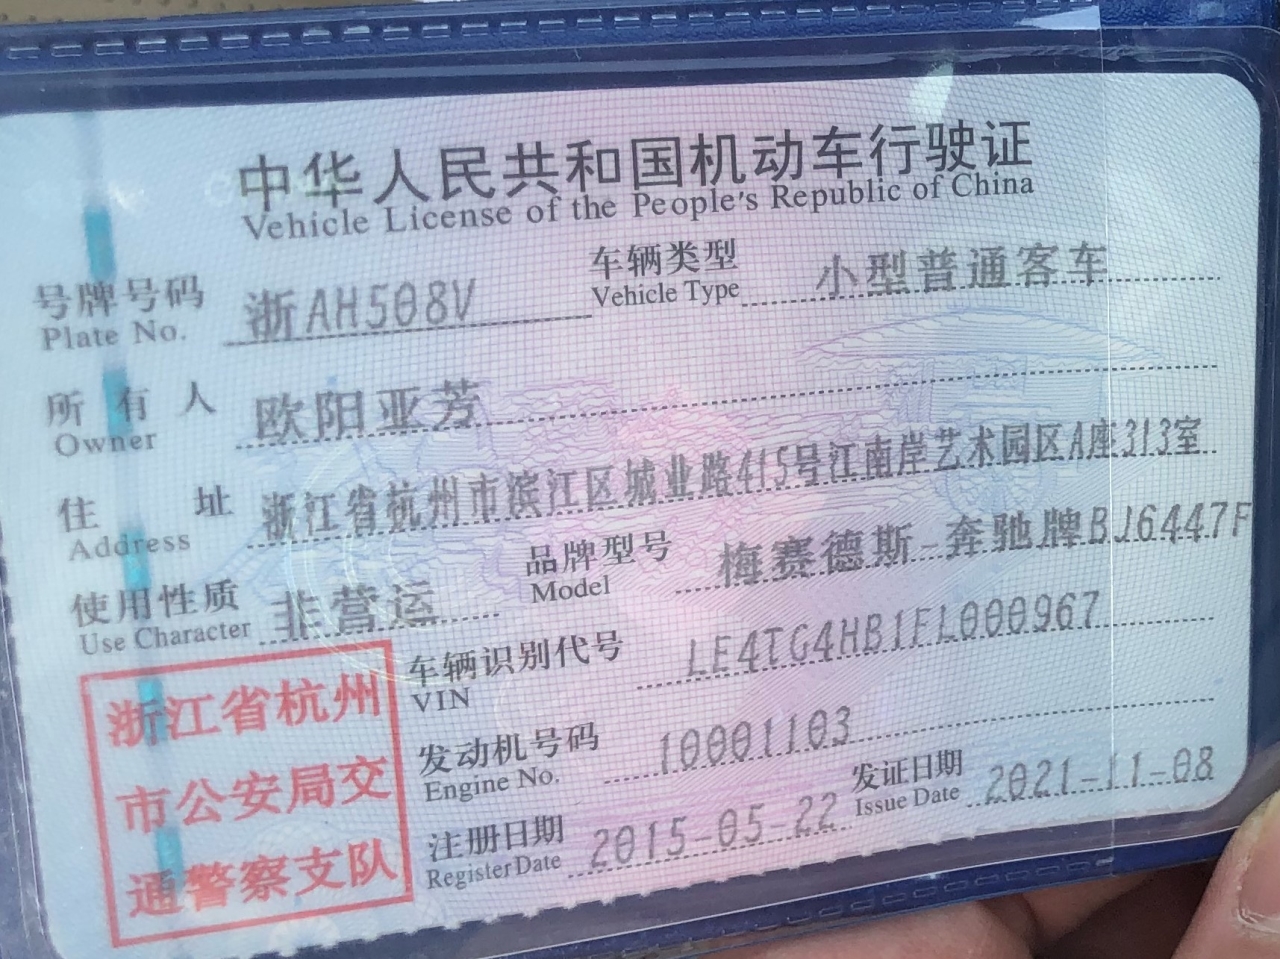 中华人民共和国机动车行驶证
Vehicle License of the People's Republic of China
号牌号码 浙AH508V 车辆类型 小型普通客车
Plate No. Vehicle Type
所有人 欧阳亚芳
Owner
住址 浙江省杭州市滨江区城业路415号江南岸艺术园区A座313室
Address
使用性质 非营运 品牌型号 梅赛德斯-奔驰牌BJ6447F
Use Character Model
车辆识别代号 LE4TG4HB1FL000967
VIN
发动机号码 10001103
Engine No.
注册日期 2015-05-22 发证日期 2021-11-08
Register Date Issue Date
浙江省杭州
市公安局交
通警察支队